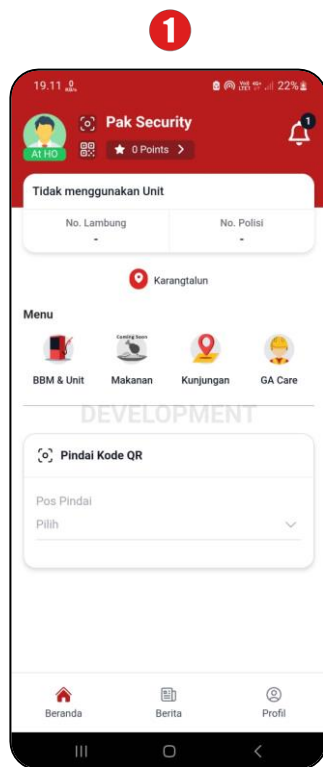 1
19.11
22%
1
Pak Security
At HO
0 Points
Tidak menggunakan Unit
No. Lambung
No. Polisi
-
-
Karangtalun
Menu
Coming Soon
BBM & Unit
Makanan
Kunjungan
GA Care
DEVELOPMENT
Pindai Kode QR
Pos Pindai
Pilih
Beranda
Berita
Profil